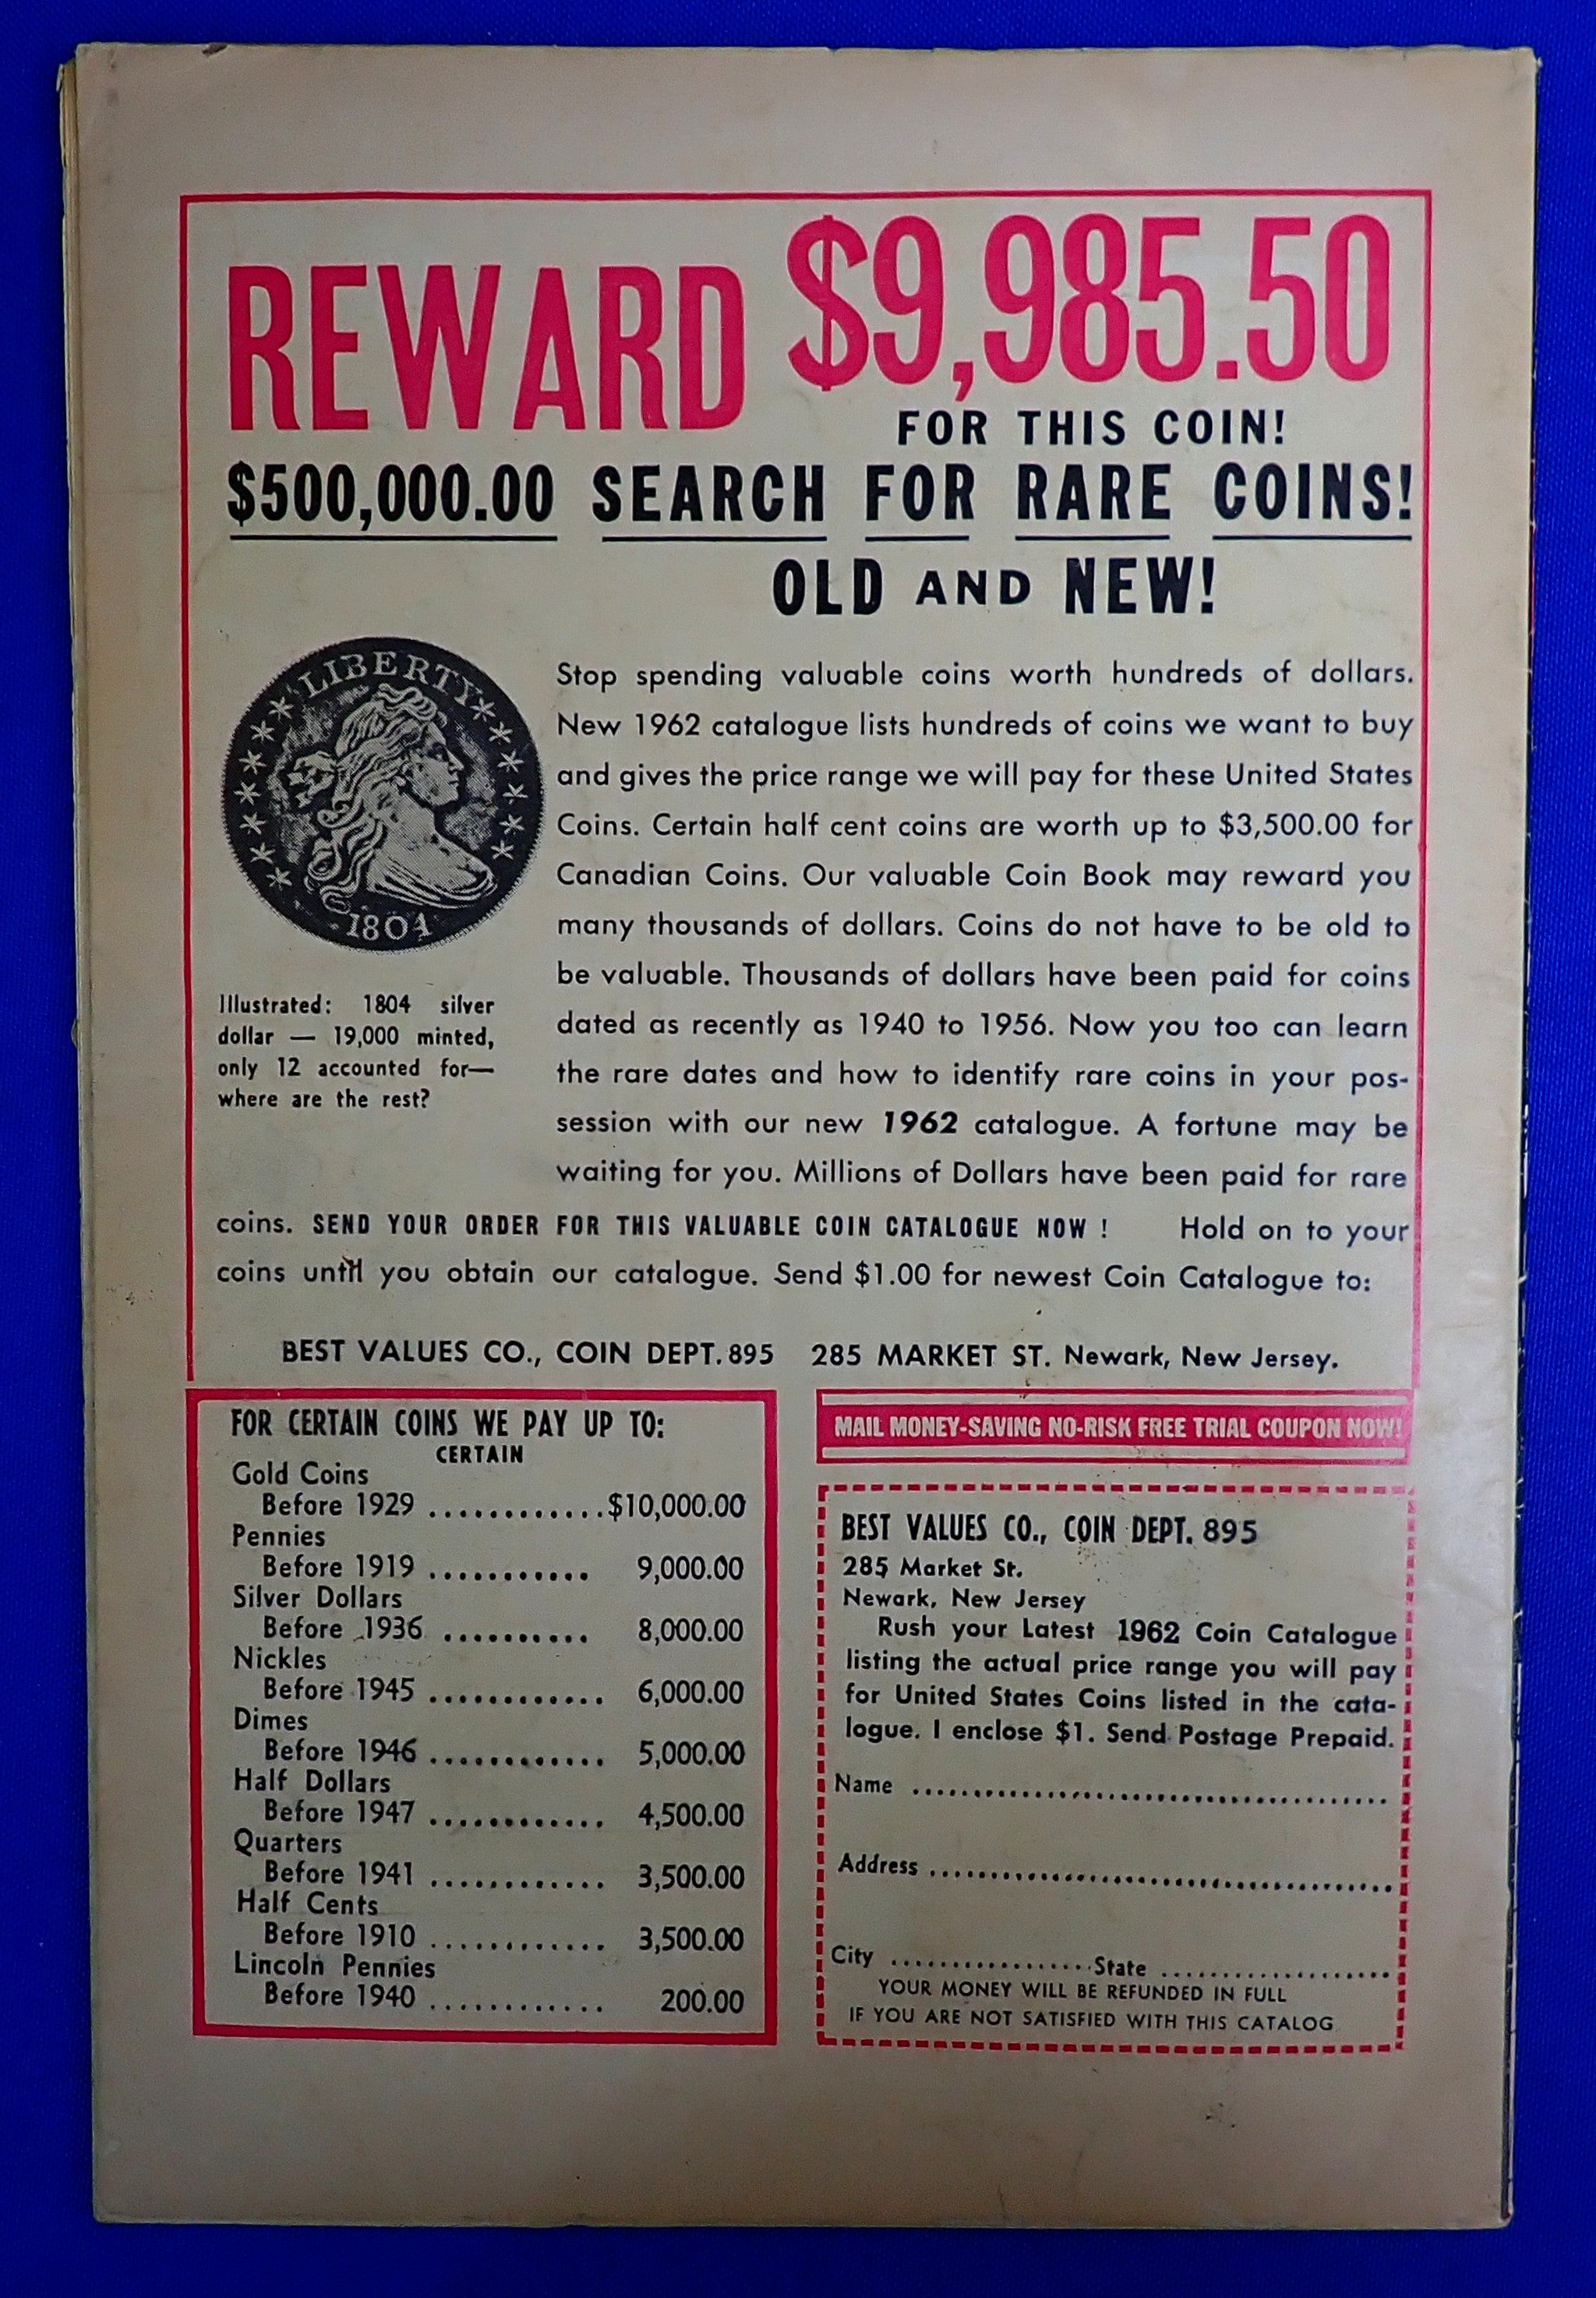 REWARD $9,985.50
FOR THIS COIN!
$500,000.00 SEARCH FOR RARE COINS!
OLD AND NEW!
LIBERTY
1804
Illustrated: 1804 silver
dollar — 19,000 minted,
only 12 accounted for—
where are the rest?
Stop spending valuable coins worth hundreds of dollars.
New 1962 catalogue lists hundreds of coins we want to buy
and gives the price range we will pay for these United States
Coins. Certain half cent coins are worth up to $3,500.00 for
Canadian Coins. Our valuable Coin Book may reward you
many thousands of dollars. Coins do not have to be old to
be valuable. Thousands of dollars have been paid for coins
dated as recently as 1940 to 1956. Now you too can learn
the rare dates and how to identify rare coins in your pos-
session with our new 1962 catalogue. A fortune may be
waiting for you. Millions of Dollars have been paid for rare
coins. SEND YOUR ORDER FOR THIS VALUABLE COIN CATALOGUE NOW ! Hold on to your
coins until you obtain our catalogue. Send $1.00 for newest Coin Catalogue to:
BEST VALUES CO., COIN DEPT. 895 285 MARKET ST. Newark, New Jersey.
FOR CERTAIN COINS WE PAY UP TO:
CERTAIN
Gold Coins
Before 1929 ............$10,000.00
Pennies
Before 1919 ........... 9,000.00
Silver Dollars
Before 1936 .......... 8,000.00
Nickles
Before 1945 ............ 6,000.00
Dimes
Before 1946 ............ 5,000.00
Half Dollars
Before 1947 ............ 4,500.00
Quarters
Before 1941 ............ 3,500.00
Half Cents
Before 1910 ............ 3,500.00
Lincoln Pennies
Before 1940 ............ 200.00
MAIL MONEY-SAVING NO-RISK FREE TRIAL COUPON NOW!
BEST VALUES CO., COIN DEPT. 895
285 Market St.
Newark, New Jersey
Rush your Latest 1962 Coin Catalogue
listing the actual price range you will pay
for United States Coins listed in the cata-
logue. I enclose $1. Send Postage Prepaid.
Name ........................................
Address ........................................
City ..................State ....................
YOUR MONEY WILL BE REFUNDED IN FULL
IF YOU ARE NOT SATISFIED WITH THIS CATALOG